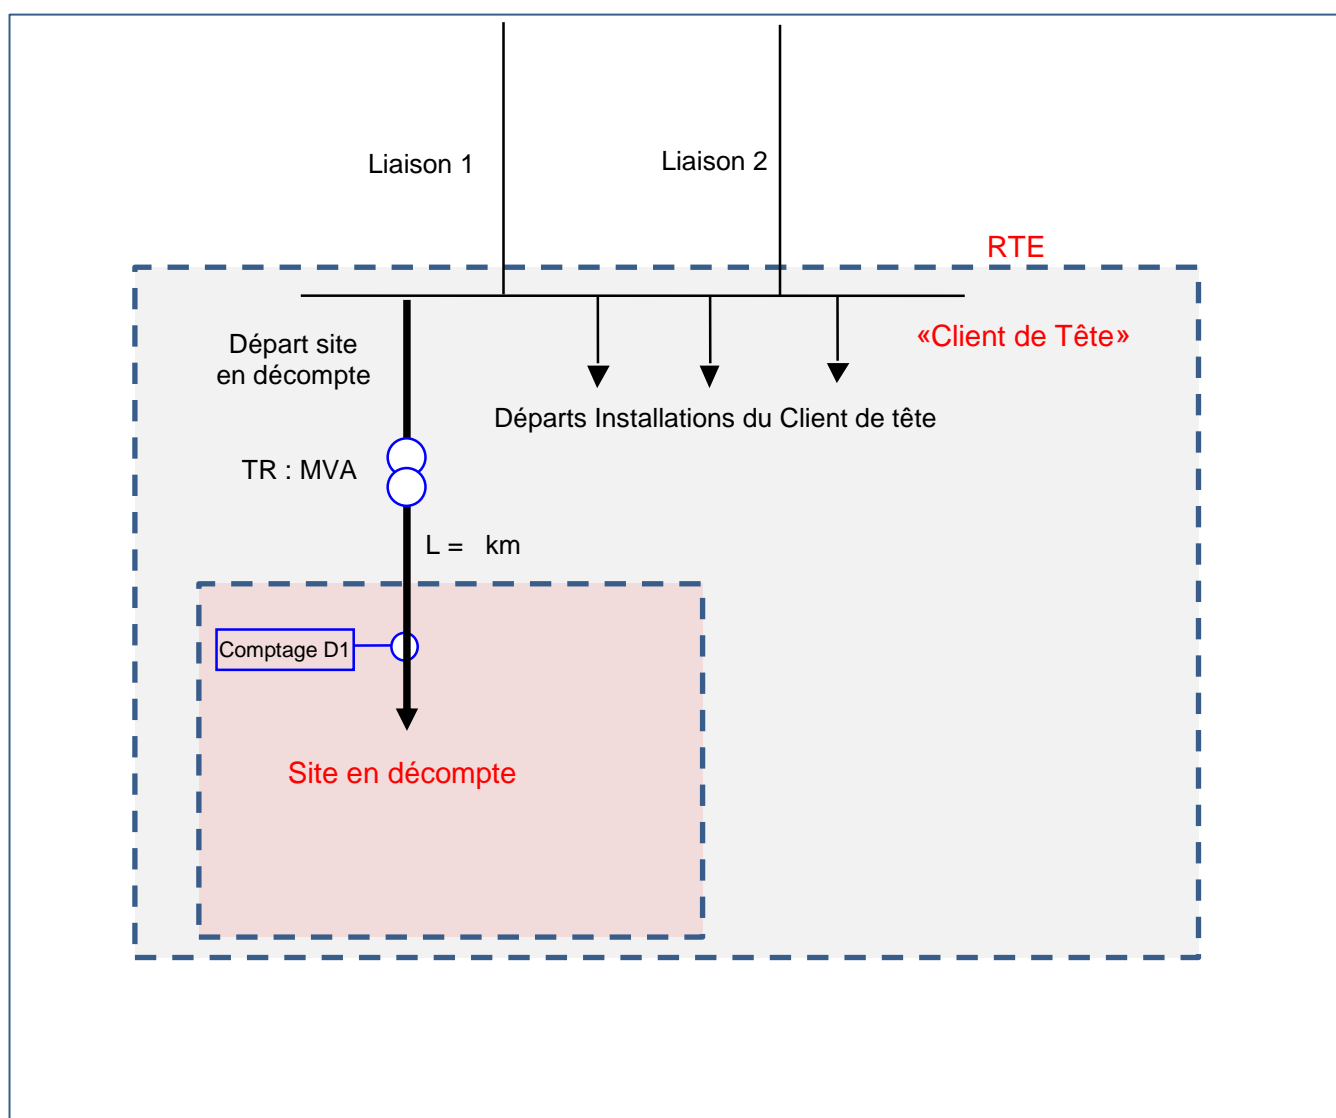 Liaison 1
Liaison 2
RTE
«Client de Tête»
Départ site
en décompte
Départs Installations du Client de tête
TR : MVA
L = km
Comptage D1
Site en décompte